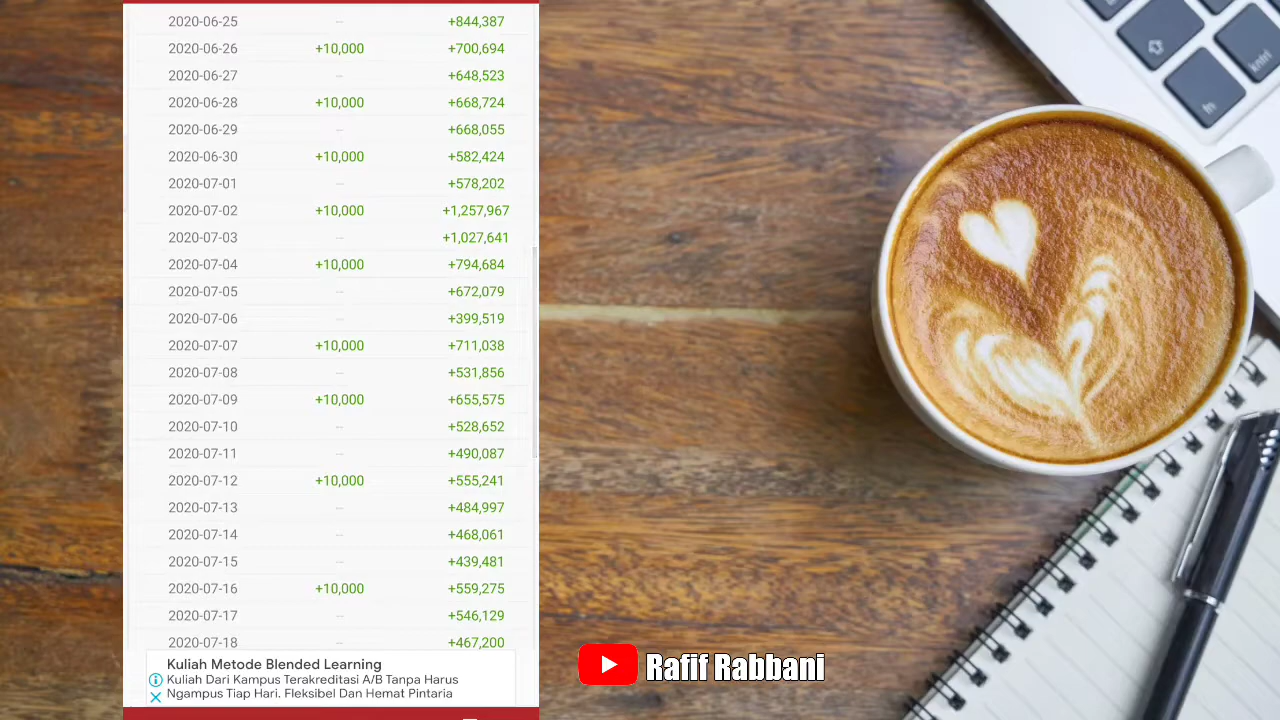 2020-06-25 -- +844,387
2020-06-26 +10,000 +700,694
2020-06-27 -- +648,523
2020-06-28 +10,000 +668,724
2020-06-29 -- +668,055
2020-06-30 +10,000 +582,424
2020-07-01 -- +578,202
2020-07-02 +10,000 +1,257,967
2020-07-03 -- +1,027,641
2020-07-04 +10,000 +794,684
2020-07-05 -- +672,079
2020-07-06 -- +399,519
2020-07-07 +10,000 +711,038
2020-07-08 -- +531,856
2020-07-09 +10,000 +655,575
2020-07-10 -- +528,652
2020-07-11 -- +490,087
2020-07-12 +10,000 +555,241
2020-07-13 -- +484,997
2020-07-14 -- +468,061
2020-07-15 -- +439,481
2020-07-16 +10,000 +559,275
2020-07-17 -- +546,129
2020-07-18 -- +467,200
Kuliah Metode Blended Learning
Kuliah Dari Kampus Terakreditasi A/B Tanpa Harus
Ngampus Tiap Hari. Fleksibel Dan Hemat Pintaria
Rafif Rabbani
fn